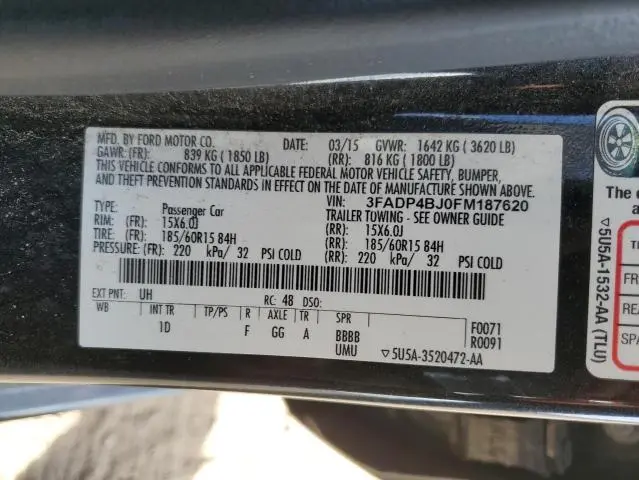 MFD. BY FORD MOTOR CO. DATE: 03/15 GVWR: 1642 KG ( 3620 LB)
GAWR: (FR): 839 KG ( 1850 LB) (RR): 816 KG ( 1800 LB)
THIS VEHICLE CONFORMS TO ALL APPLICABLE FEDERAL MOTOR VEHICLE SAFETY, BUMPER,
AND THEFT PREVENTION STANDARDS IN EFFECT ON THE DATE OF MANUFACTURE SHOWN ABOVE.
VIN: 3FADP4BJ0FM187620
TYPE: Passenger Car TRAILER TOWING - SEE OWNER GUIDE
RIM: (FR): 15X6.0J (RR): 15X6.0J
TIRE: (FR): 185/60R15 84H (RR): 185/60R15 84H
PRESSURE: (FR): 220 kPa/ 32 PSI COLD (RR): 220 kPa/ 32 PSI COLD
EXT PNT: UH RC: 48 DSO:
WB INT TR TP/PS R AXLE TR SPR
1D F GG A BBBB
UMU
F0071
R0091
▽5U5A-3520472-AA
▽5U5A-1532-AA (TLU)
FR
REA
SPA